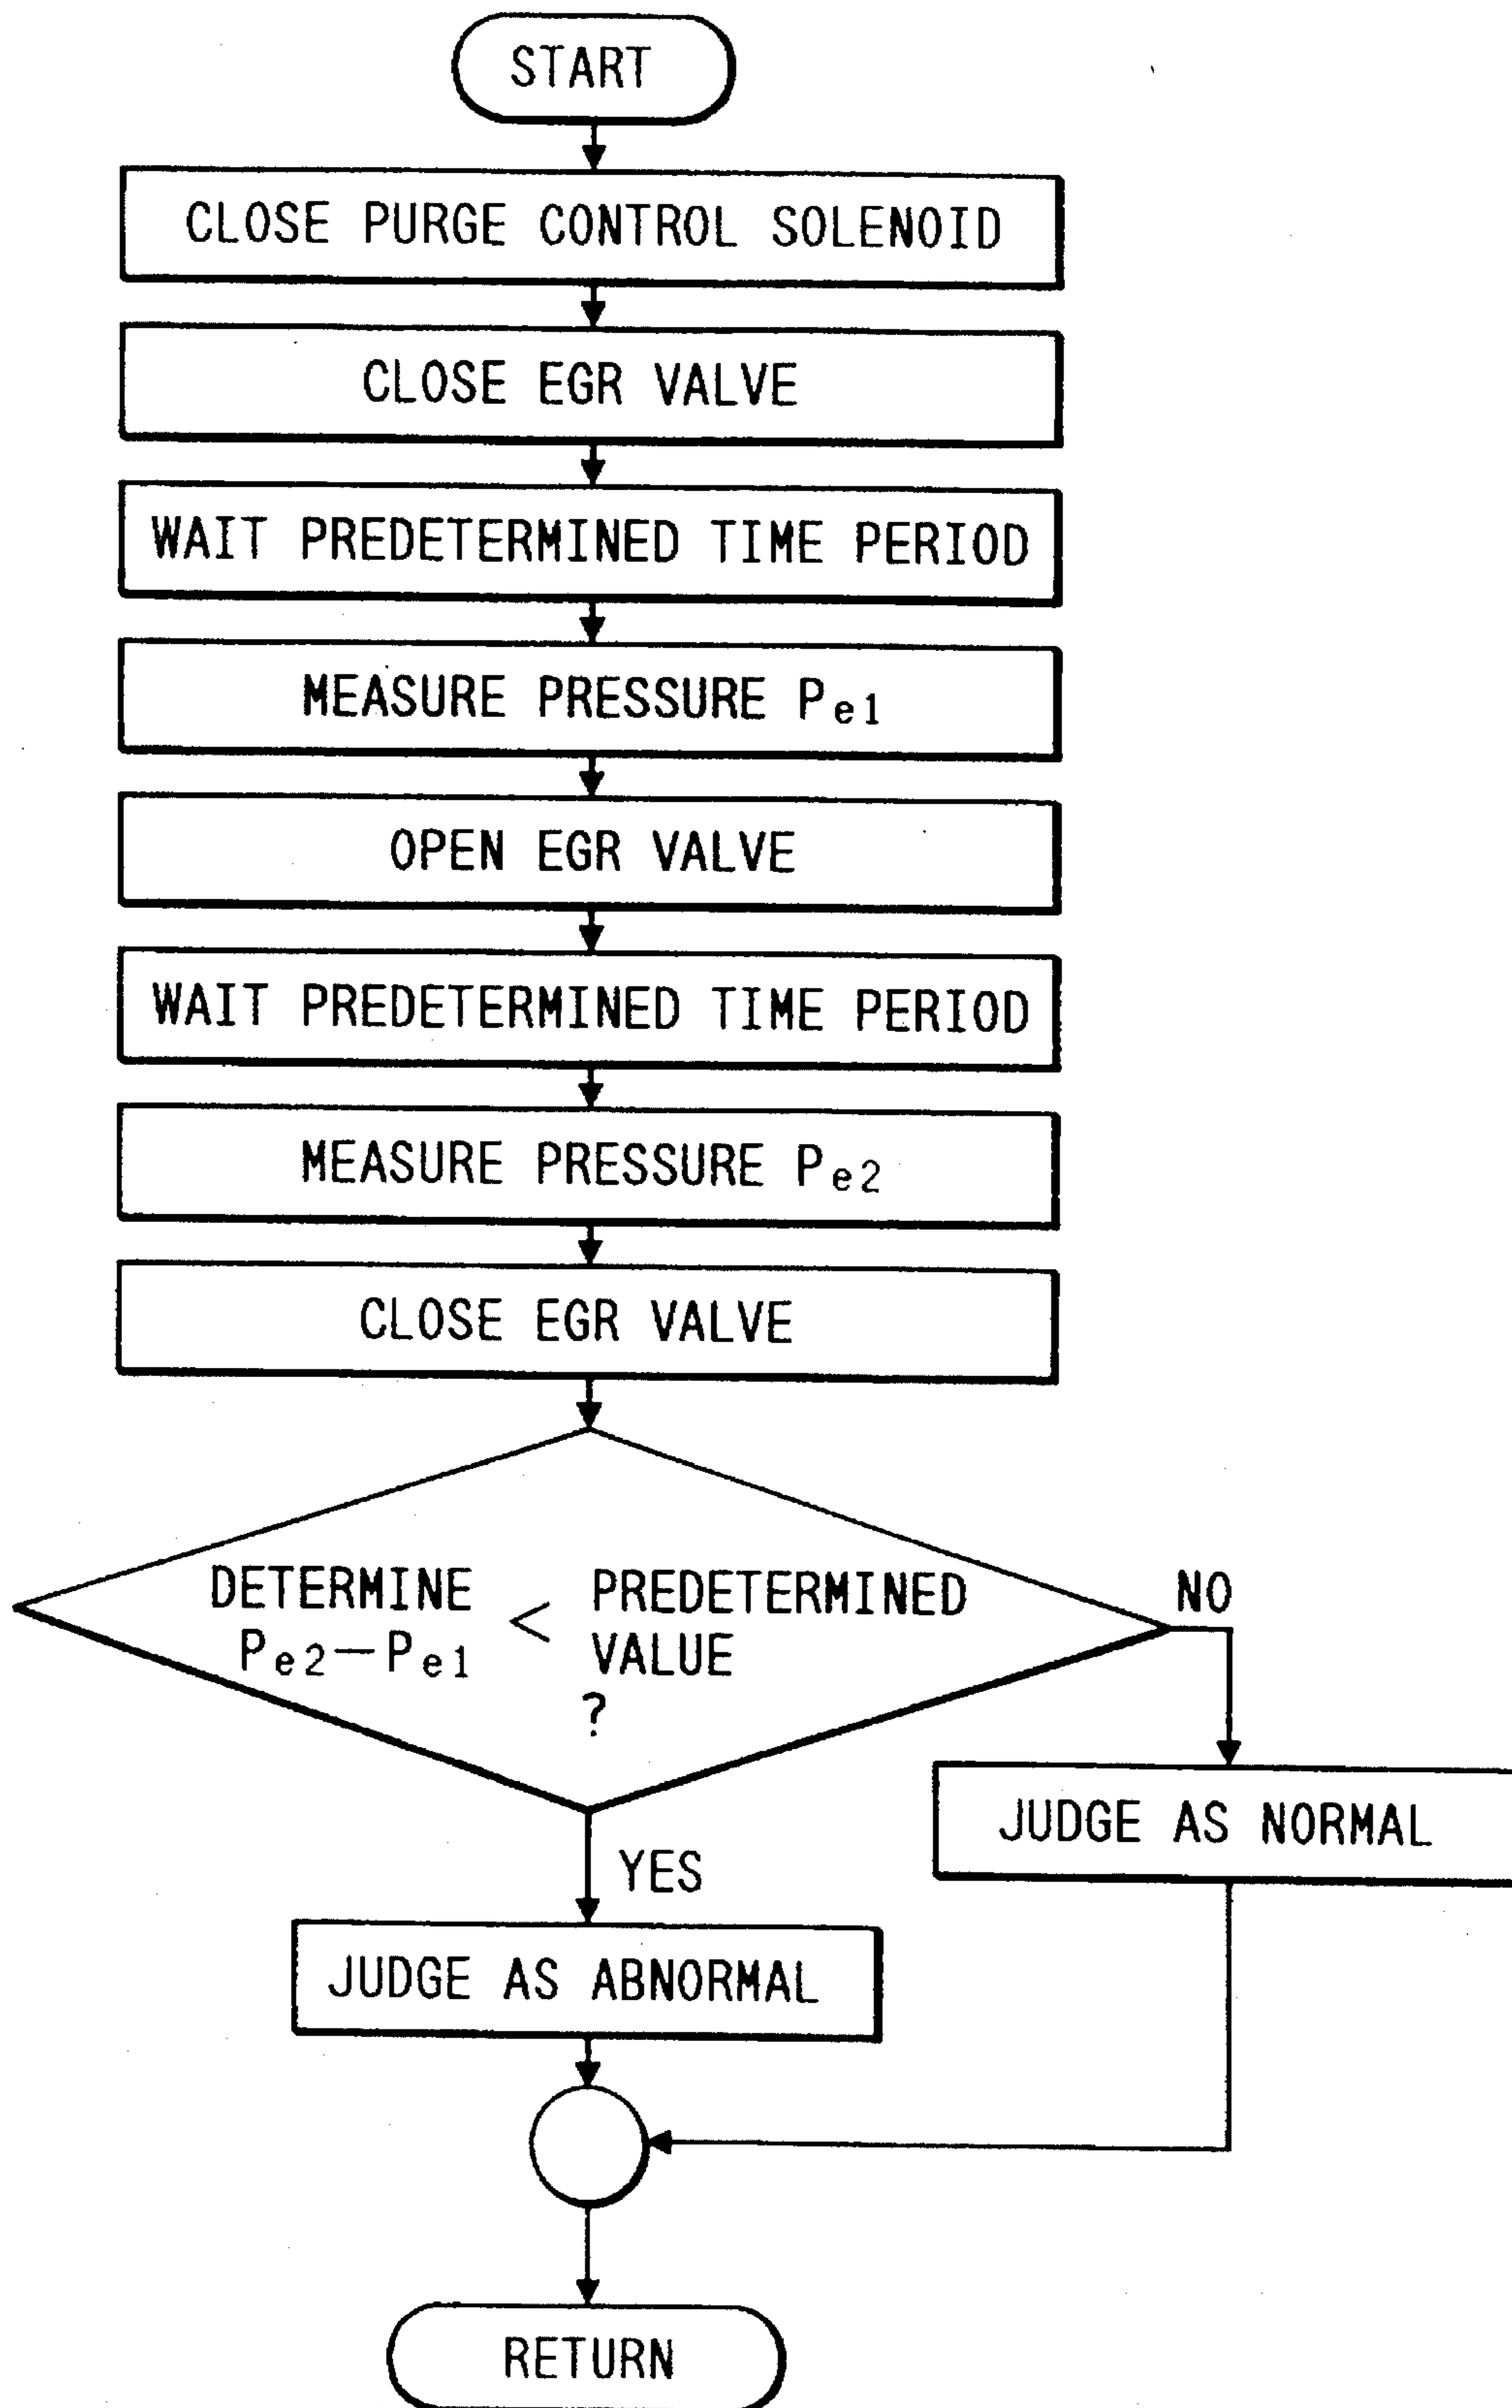 START
CLOSE PURGE CONTROL SOLENOID
CLOSE EGR VALVE
WAIT PREDETERMINED TIME PERIOD
MEASURE PRESSURE Pe1
OPEN EGR VALVE
WAIT PREDETERMINED TIME PERIOD
MEASURE PRESSURE Pe2
CLOSE EGR VALVE
DETERMINE < PREDETERMINED
Pe2—Pe1 VALUE
?
NO
JUDGE AS NORMAL
YES
JUDGE AS ABNORMAL
RETURN